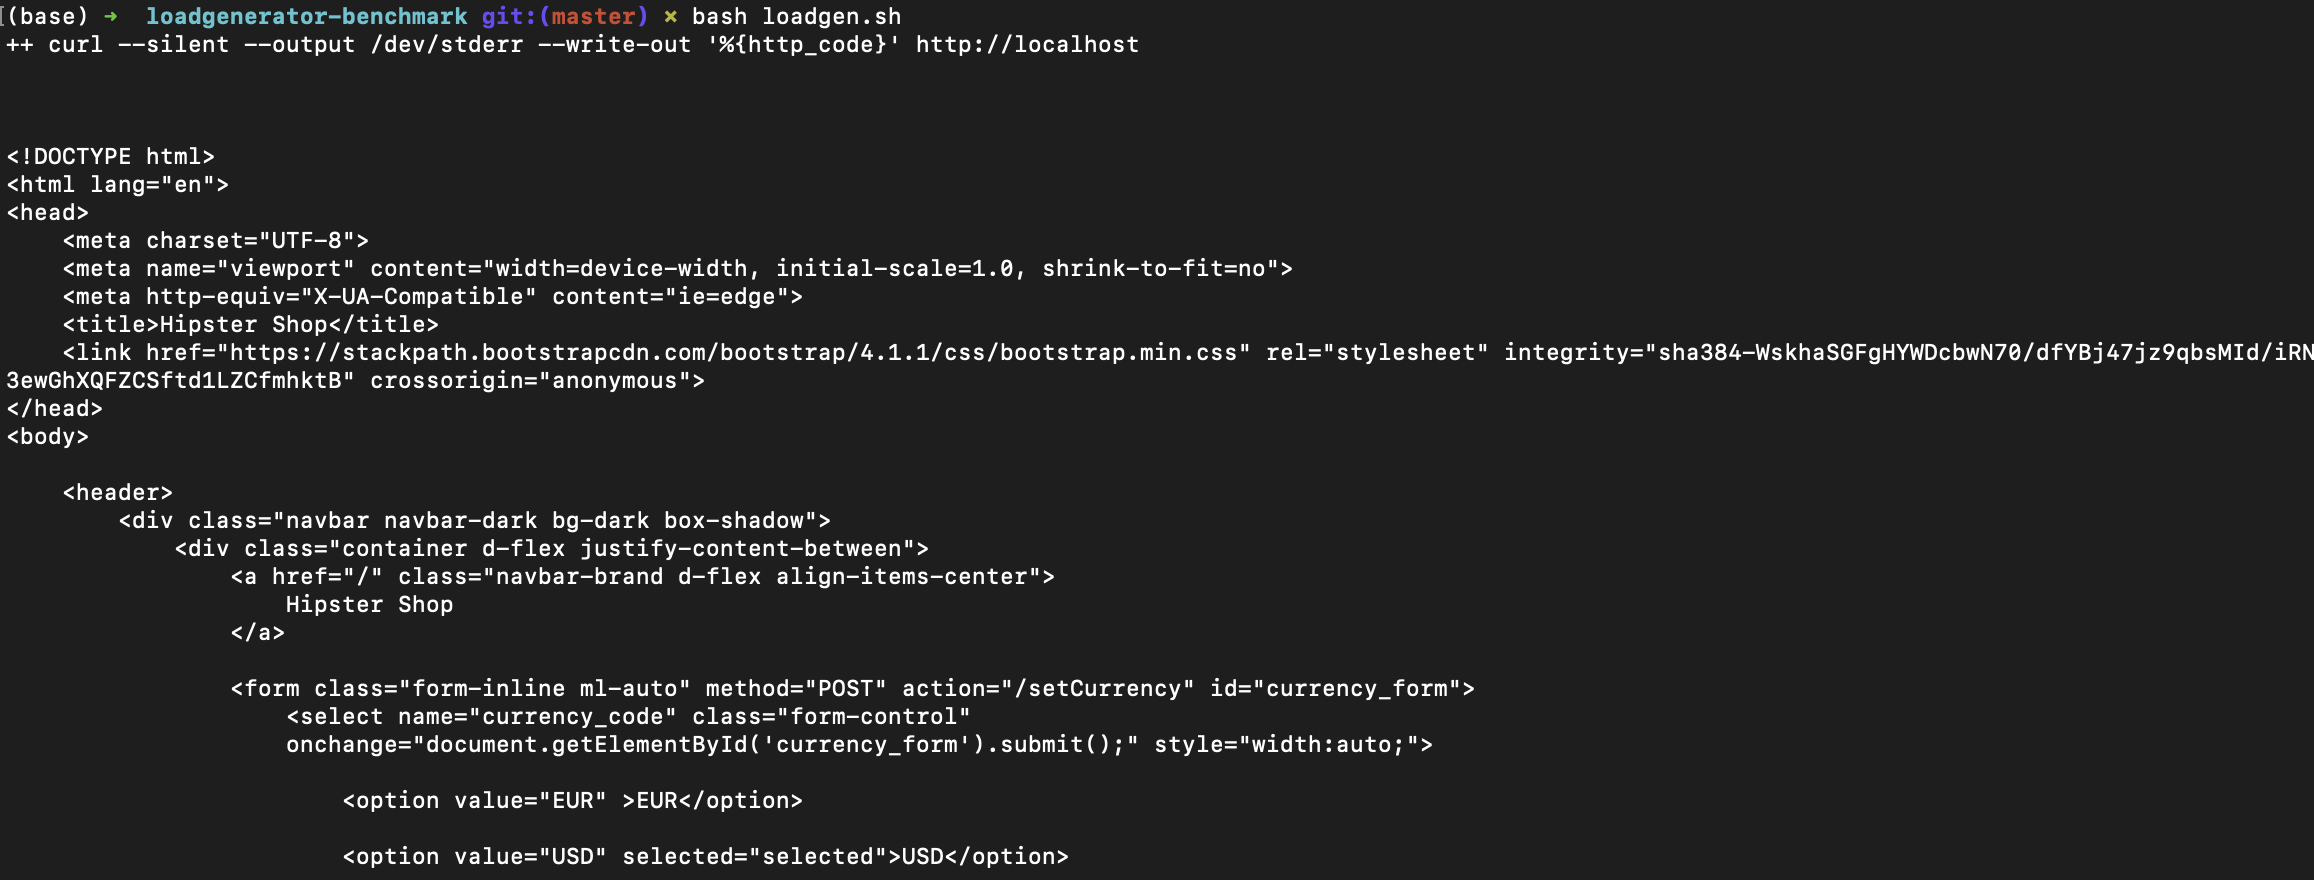 (base) ➜  loadgenerator-benchmark git:(master) ✗ bash loadgen.sh
++ curl --silent --output /dev/stderr --write-out '%{http_code}' http://localhost
<!DOCTYPE html>
<html lang="en">
<head>
    <meta charset="UTF-8">
    <meta name="viewport" content="width=device-width, initial-scale=1.0, shrink-to-fit=no">
    <meta http-equiv="X-UA-Compatible" content="ie=edge">
    <title>Hipster Shop</title>
    <link href="https://stackpath.bootstrapcdn.com/bootstrap/4.1.1/css/bootstrap.min.css" rel="stylesheet" integrity="sha384-WskhaSGFgHYWDcbwN70/dfYBj47jz9qbsMId/iRN
3ewGhXQFZCSftd1LZCfmhktB" crossorigin="anonymous">
</head>
<body>
    <header>
        <div class="navbar navbar-dark bg-dark box-shadow">
            <div class="container d-flex justify-content-between">
                <a href="/" class="navbar-brand d-flex align-items-center">
                    Hipster Shop
                </a>
                <form class="form-inline ml-auto" method="POST" action="/setCurrency" id="currency_form">
                    <select name="currency_code" class="form-control"
                    onchange="document.getElementById('currency_form').submit();" style="width:auto;">
                        <option value="EUR" >EUR</option>
                        <option value="USD" selected="selected">USD</option>